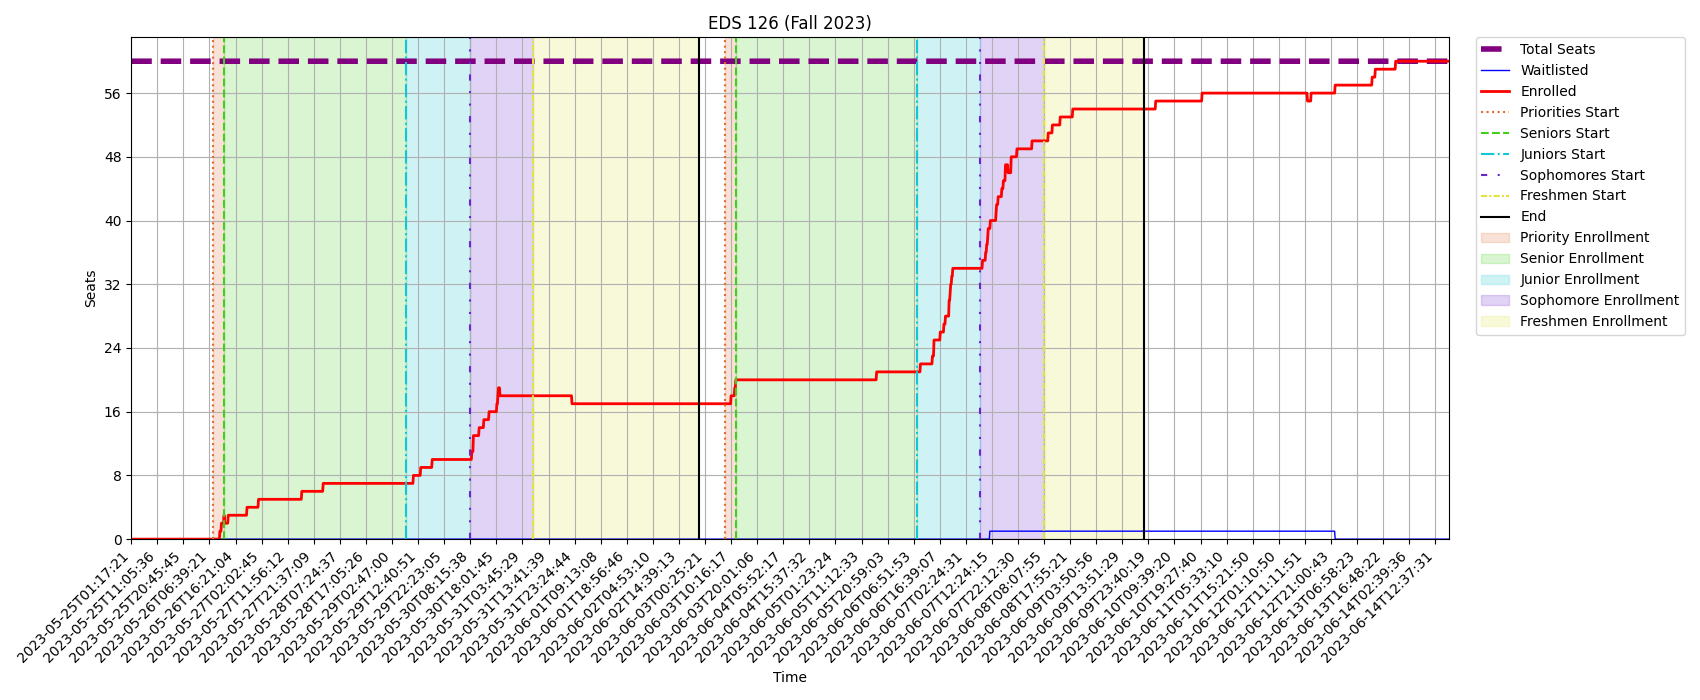 EDS 126 (Fall 2023)
Seats
56
48
40
32
24
16
8
0
2023-05-25T01:17:21
2023-05-25T11:05:36
2023-05-25T20:45:45
2023-05-26T06:39:21
2023-05-26T16:21:04
2023-05-27T02:02:45
2023-05-27T11:56:12
2023-05-27T21:37:09
2023-05-28T07:24:37
2023-05-28T17:05:26
2023-05-29T02:47:00
2023-05-29T12:40:51
2023-05-29T22:23:05
2023-05-30T08:15:38
2023-05-30T18:01:45
2023-05-31T03:45:29
2023-05-31T13:41:39
2023-05-31T23:24:44
2023-06-01T09:13:08
2023-06-01T18:56:46
2023-06-02T04:53:10
2023-06-02T14:39:13
2023-06-03T00:25:21
2023-06-03T10:16:17
2023-06-03T20:01:06
2023-06-04T05:52:17
2023-06-04T15:37:32
2023-06-05T01:23:24
2023-06-05T11:12:33
2023-06-05T20:59:03
2023-06-06T06:51:53
2023-06-06T16:39:07
2023-06-07T02:24:31
2023-06-07T12:24:15
2023-06-07T22:12:30
2023-06-08T08:07:55
2023-06-08T17:55:21
2023-06-09T03:50:56
2023-06-09T13:51:29
2023-06-09T23:40:19
2023-06-10T09:39:20
2023-06-10T19:27:40
2023-06-11T05:33:10
2023-06-11T15:21:50
2023-06-12T01:10:50
2023-06-12T11:11:51
2023-06-12T21:00:43
2023-06-13T06:58:23
2023-06-13T16:48:22
2023-06-14T02:39:36
2023-06-14T12:37:31
Time
Total Seats
Waitlisted
Enrolled
Priorities Start
Seniors Start
Juniors Start
Sophomores Start
Freshmen Start
End
Priority Enrollment
Senior Enrollment
Junior Enrollment
Sophomore Enrollment
Freshmen Enrollment